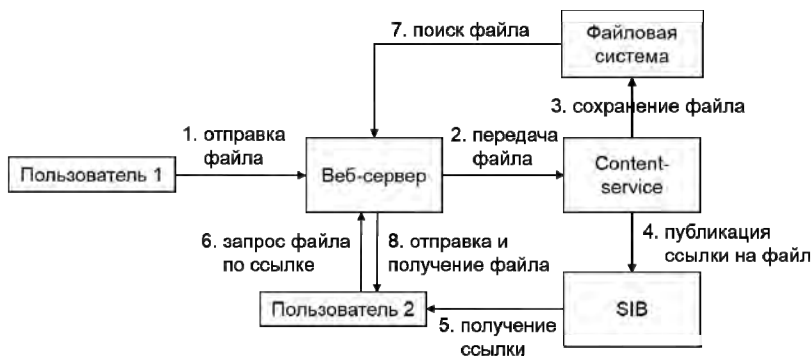 7. поиск файла
Файловая
система
3. сохранение файла
1. отправка
файла
2. передача
файла
Пользователь 1
Веб-сервер
Content-
service
6. запрос файла
по ссылке
8. отправка и
получение файла
4. публикация
ссылки на файл
Пользователь 2
5. получение
ссылки
SIB